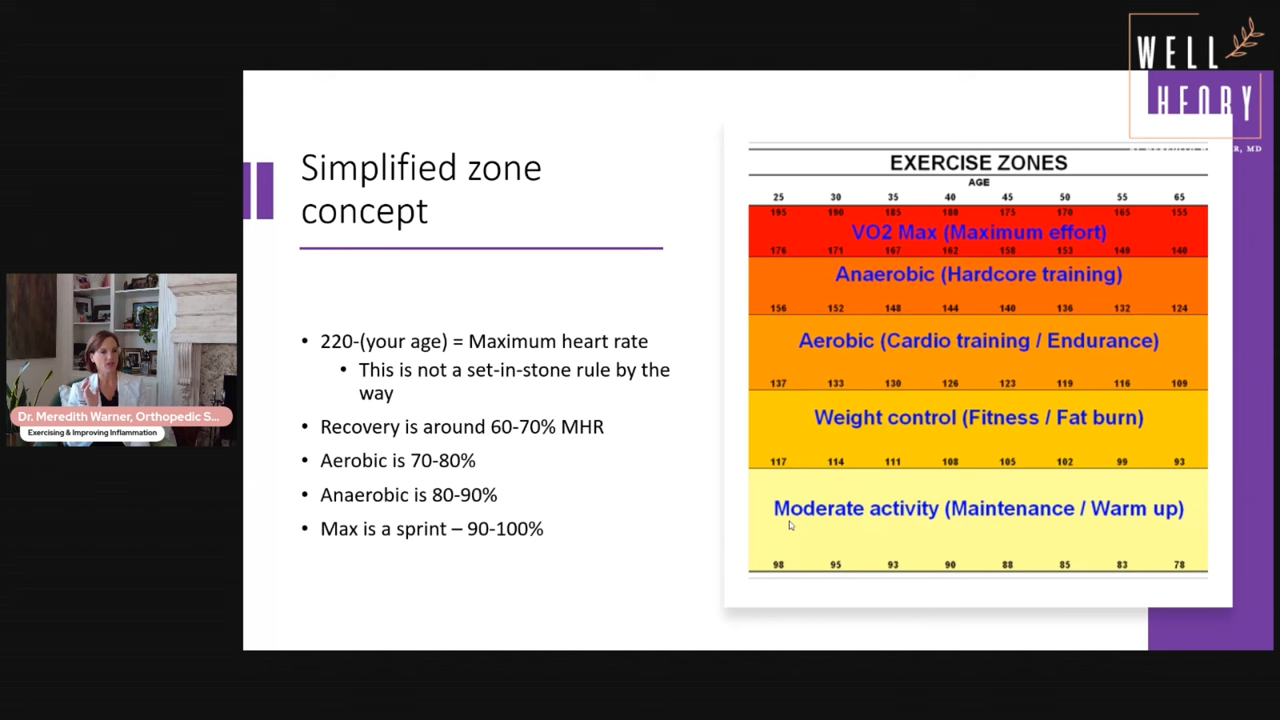 WELL
THEORY
R, MD
Simplified zone
concept
• 220-(your age) = Maximum heart rate
• This is not a set-in-stone rule by the
way
• Recovery is around 60-70% MHR
• Aerobic is 70-80%
• Anaerobic is 80-90%
• Max is a sprint – 90-100%
EXERCISE ZONES
AGE
25 30 35 40 45 50 55 65
195 190 185 180 175 170 165 155
VO2 Max (Maximum effort)
176 171 167 162 158 153 149 140
Anaerobic (Hardcore training)
156 152 148 144 140 136 132 124
Aerobic (Cardio training / Endurance)
137 133 130 126 123 119 116 109
Weight control (Fitness / Fat burn)
117 114 111 108 105 102 99 93
Moderate activity (Maintenance / Warm up)
98 95 93 90 88 85 83 78
Dr. Meredith Warner, Orthopedic S...
Exercising & Improving Inflammation